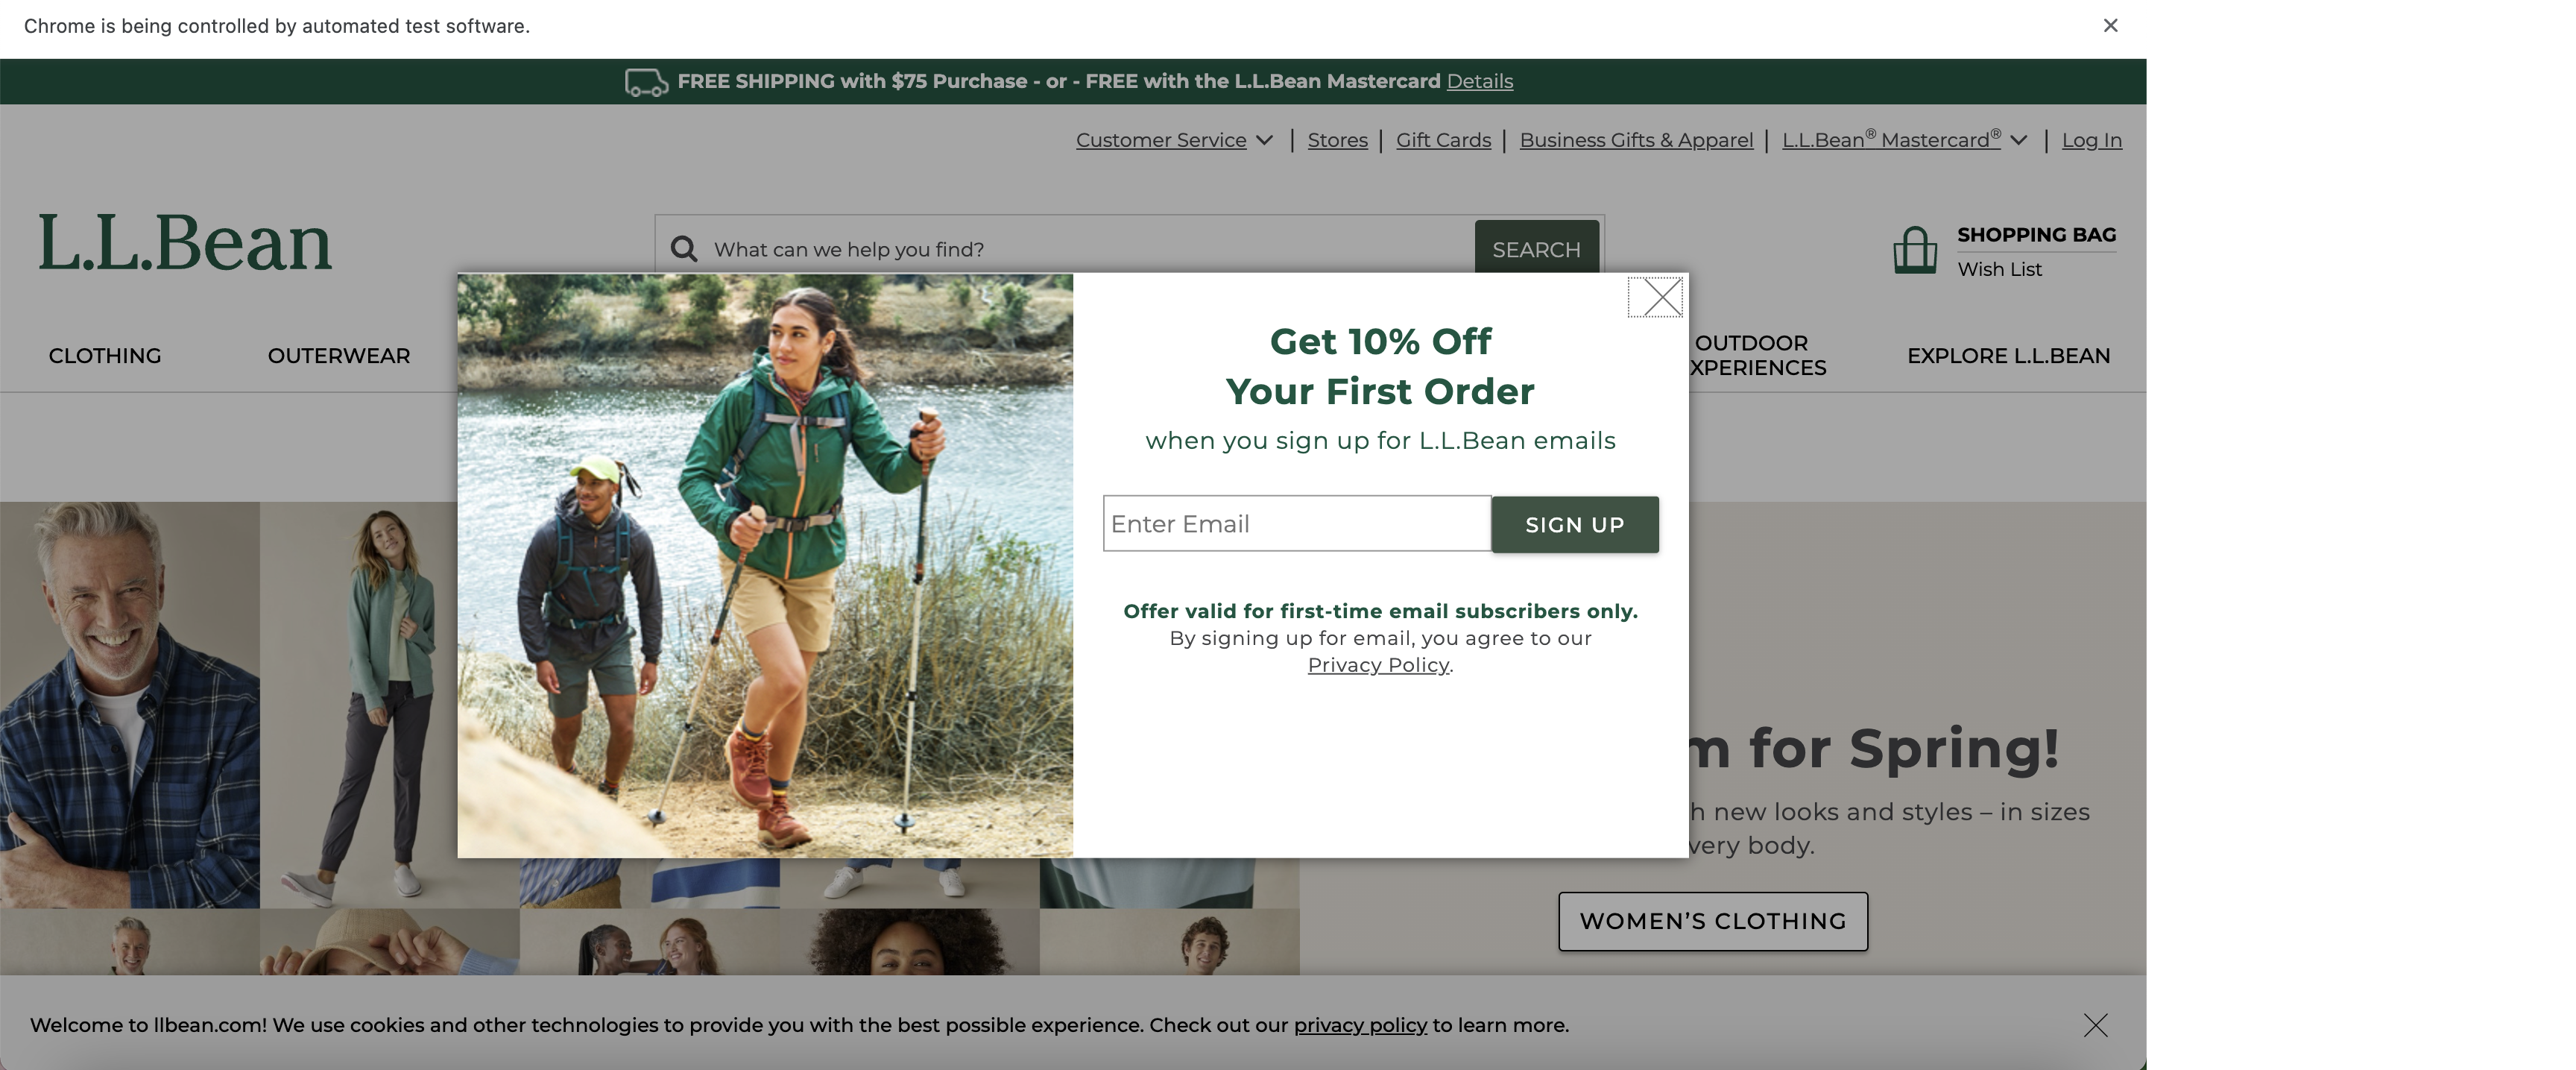 Chrome is being controlled by automated test software.
FREE SHIPPING with $75 Purchase - or - FREE with the L.L.Bean Mastercard Details
Customer Service | Stores | Gift Cards | Business Gifts & Apparel | L.L.Bean® Mastercard® | Log In
L.L.Bean
What can we help you find?
SEARCH
SHOPPING BAG
Wish List
CLOTHING
OUTERWEAR
OUTDOOR
XPERIENCES
EXPLORE L.L.BEAN
Get 10% Off
Your First Order
when you sign up for L.L.Bean emails
Enter Email
SIGN UP
Offer valid for first-time email subscribers only.
By signing up for email, you agree to our
Privacy Policy.
m for Spring!
h new looks and styles – in sizes
very body.
WOMEN'S CLOTHING
Welcome to llbean.com! We use cookies and other technologies to provide you with the best possible experience. Check out our privacy policy to learn more.